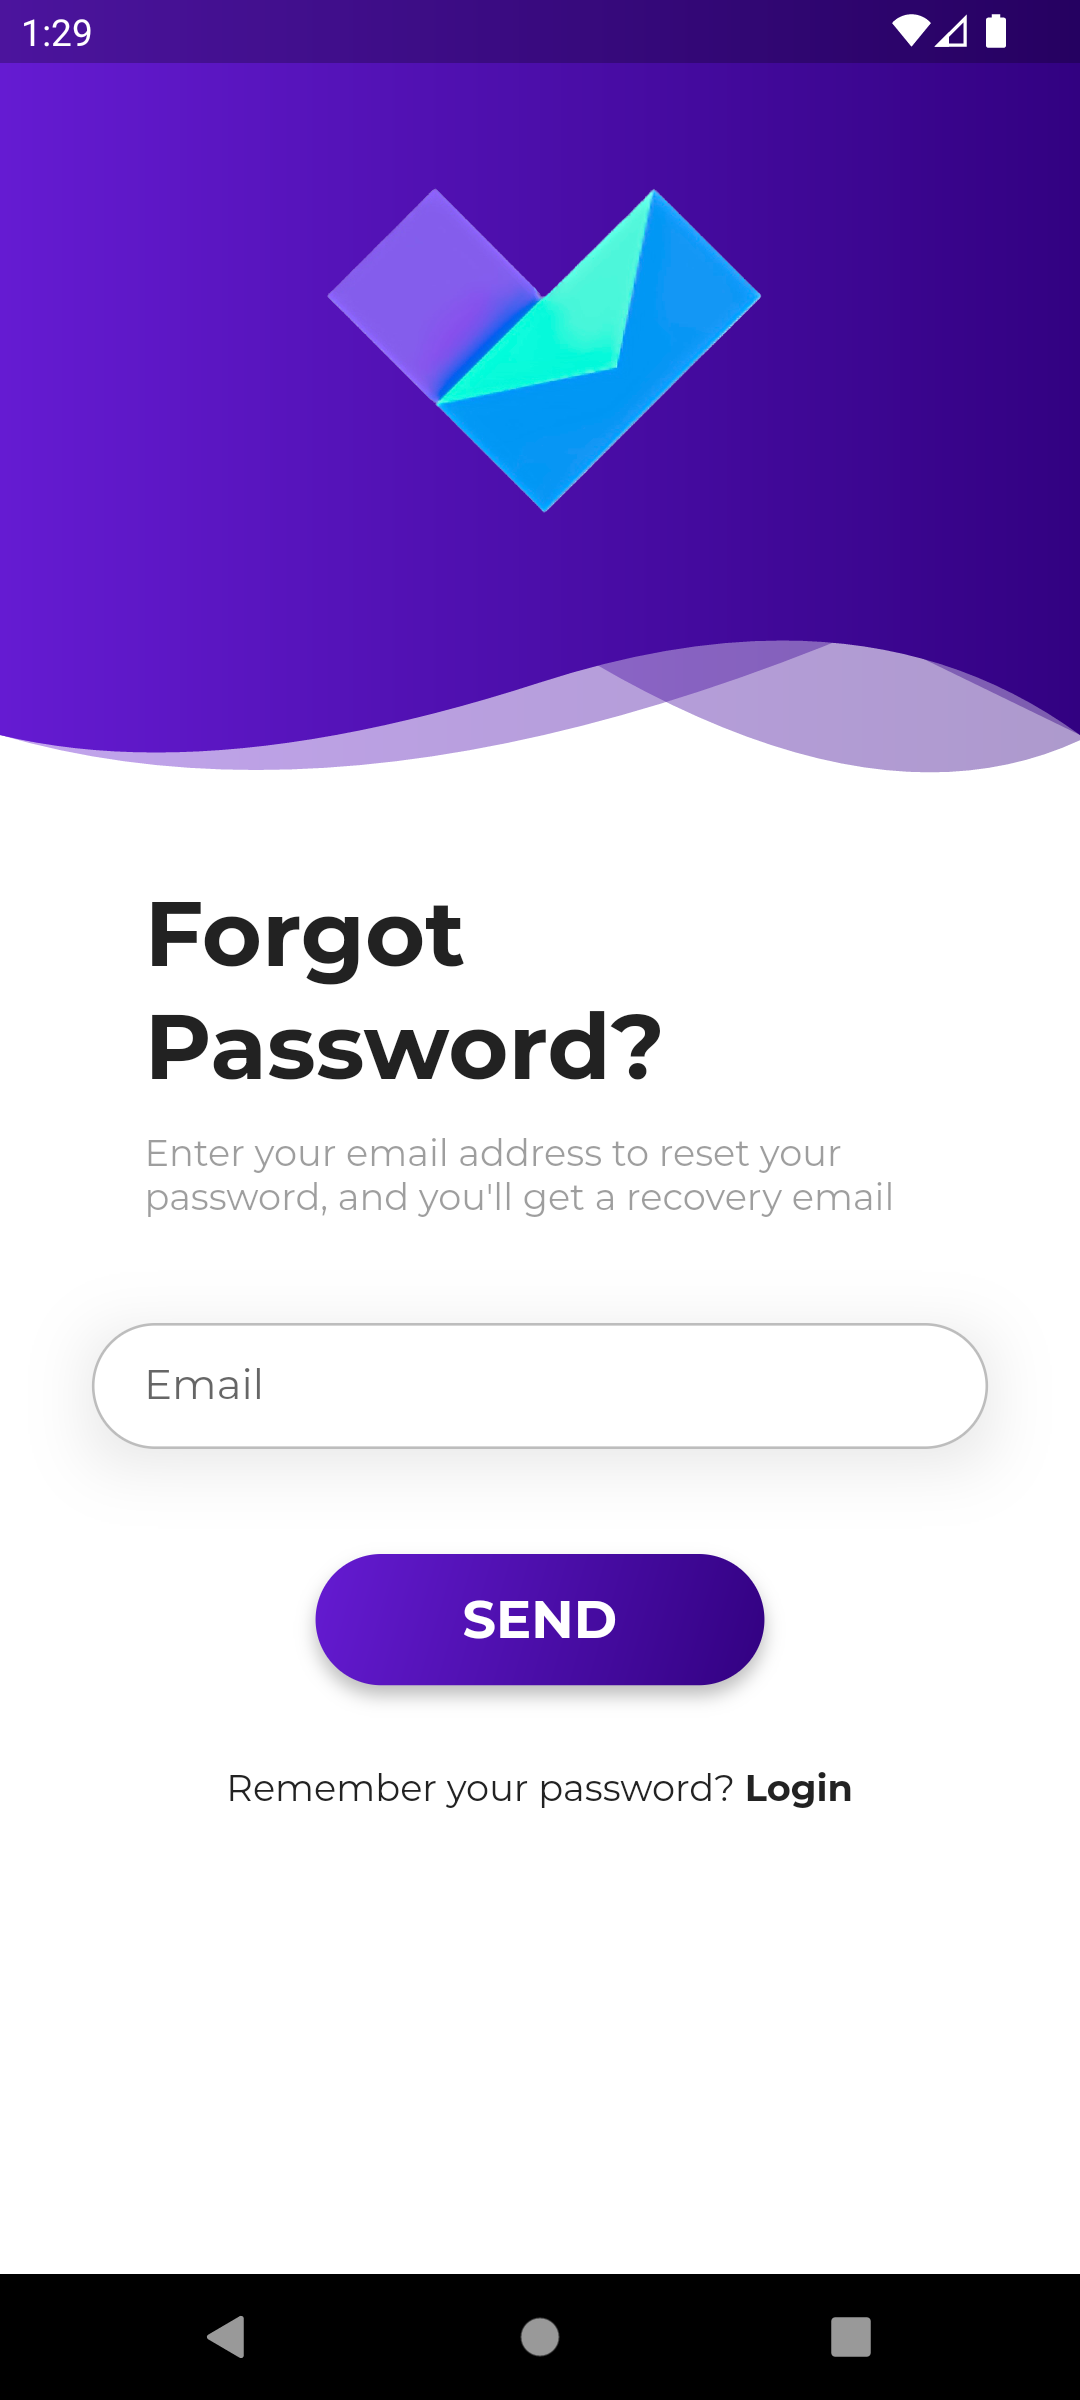 1:29
Forgot
Password?
Enter your email address to reset your
password, and you'll get a recovery email
Email
SEND
Remember your password? Login